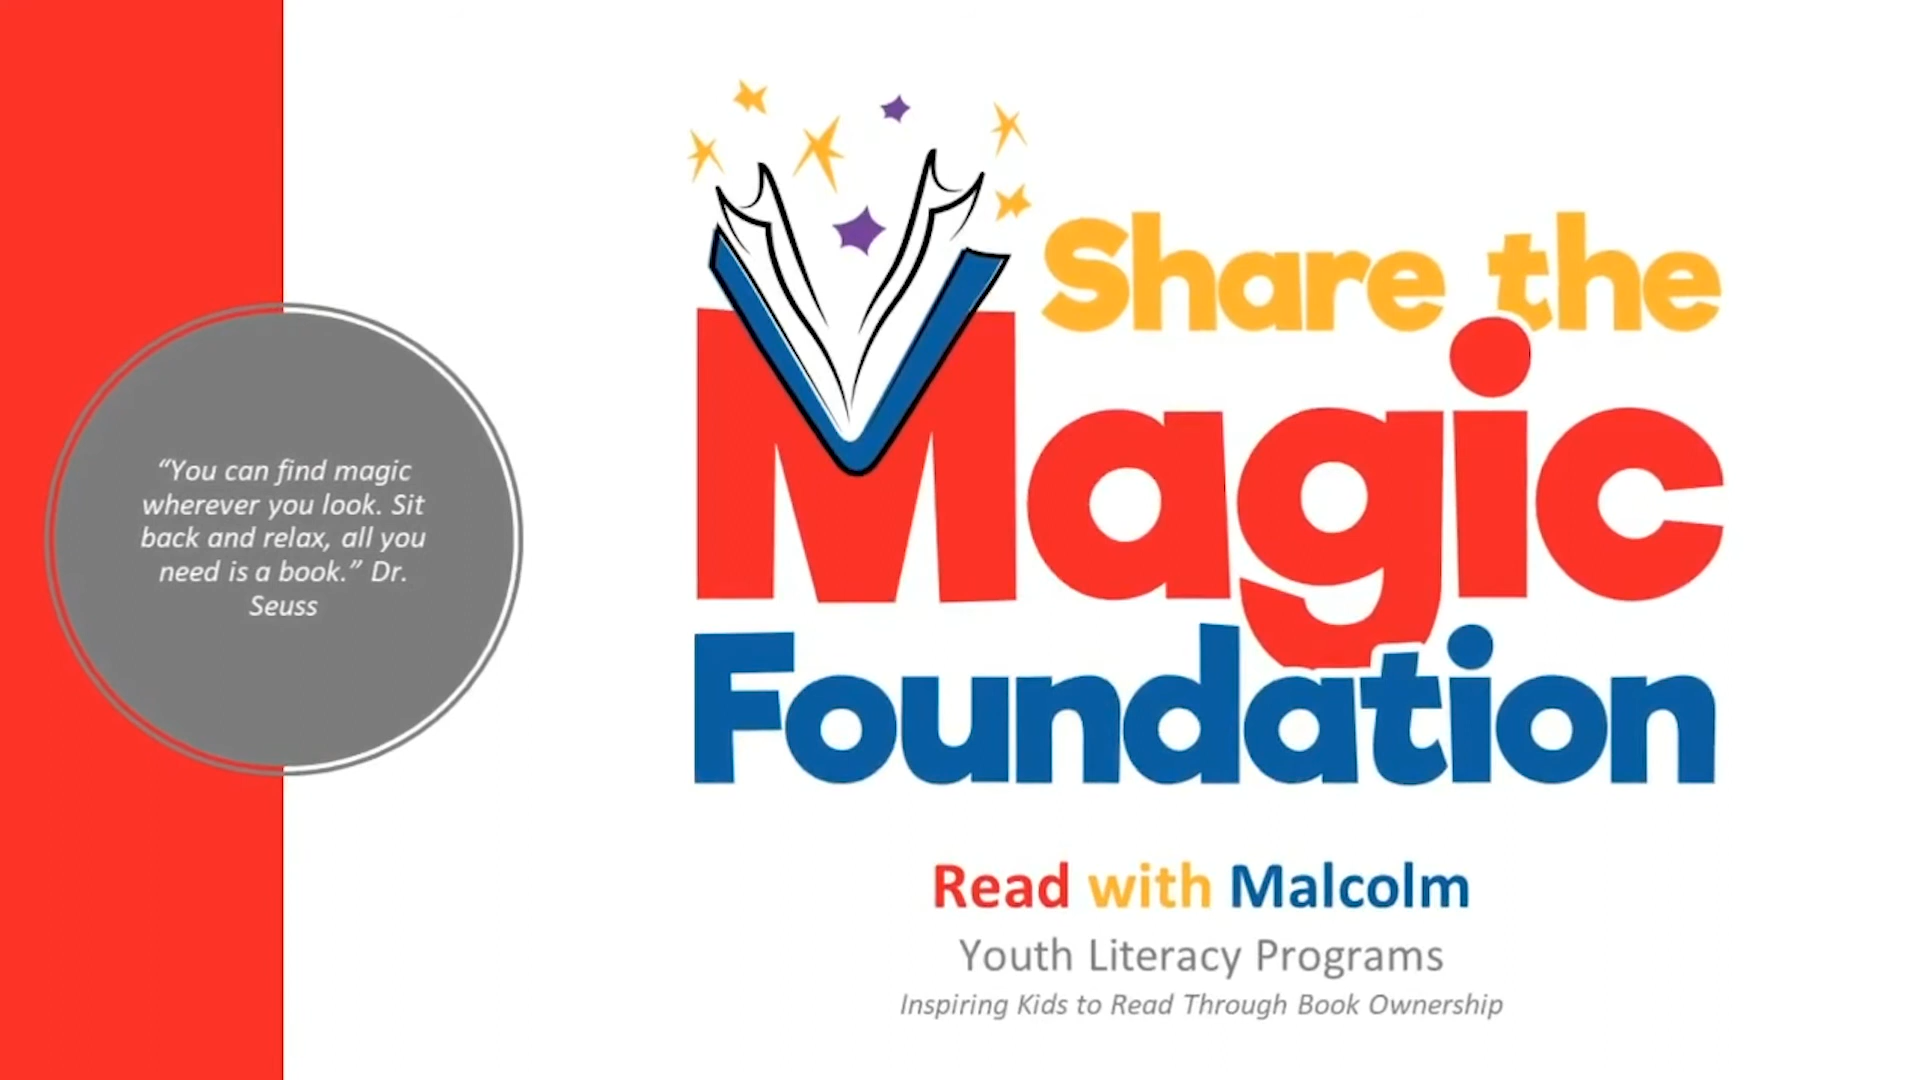 “You can find magic
wherever you look. Sit
back and relax, all you
need is a book.” Dr.
Seuss
Share the
Magic
Foundation
Read with Malcolm
Youth Literacy Programs
Inspiring Kids to Read Through Book Ownership